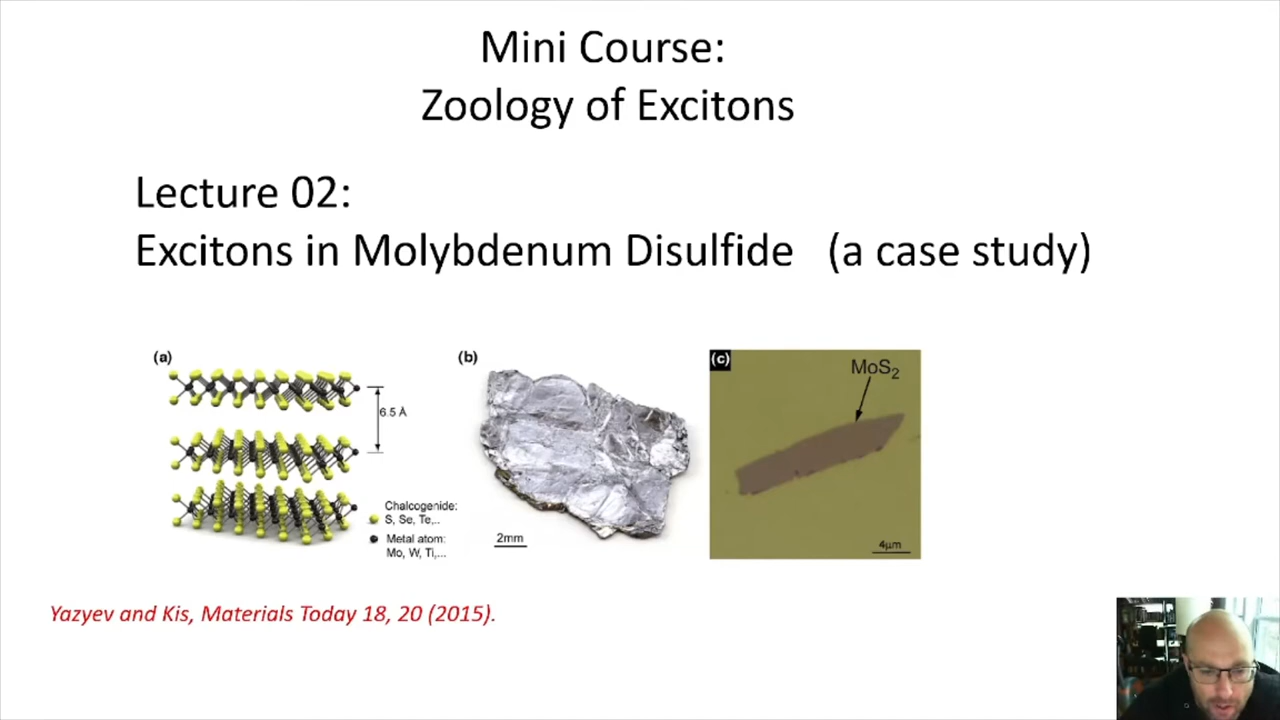 Mini Course:
Zoology of Excitons
Lecture 02:
Excitons in Molybdenum Disulfide (a case study)
(a)
6.5 Å
Chalcogenide:
S, Se, Te,..
Metal atom:
Mo, W, Ti,...
(b)
2mm
(c)
MoS₂
4μm
Yazyev and Kis, Materials Today 18, 20 (2015).